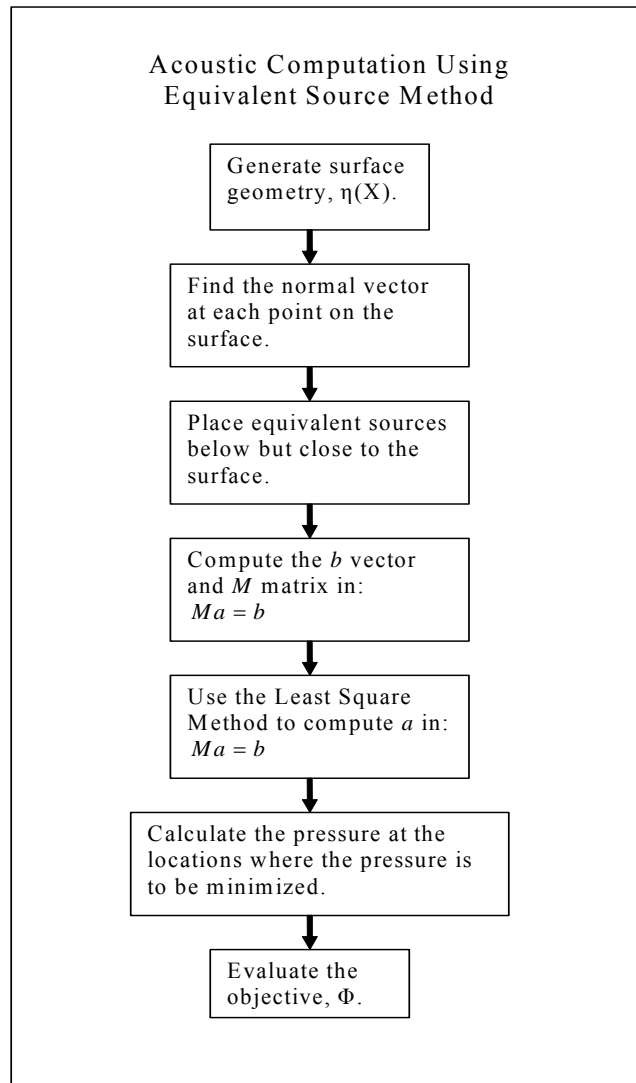 Acoustic Computation Using
Equivalent Source Method
Generate surface
geometry, η(X).
Find the normal vector
at each point on the
surface.
Place equivalent sources
below but close to the
surface.
Compute the b vector
and M matrix in:
Ma = b
Use the Least Square
Method to compute a in:
Ma = b
Calculate the pressure at the
locations where the pressure is
to be minimized.
Evaluate the
objective, Φ.